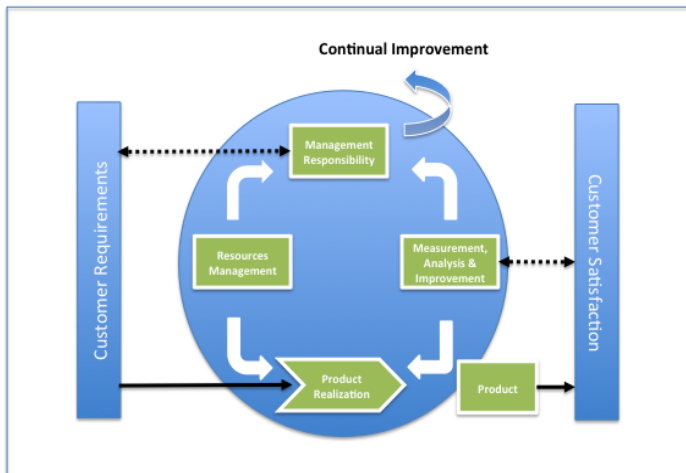 Continual Improvement
Customer Requirements
Management
Responsibility
Resources
Management
Measurement,
Analysis &
Improvement
Customer Satisfaction
Product
Realization
Product